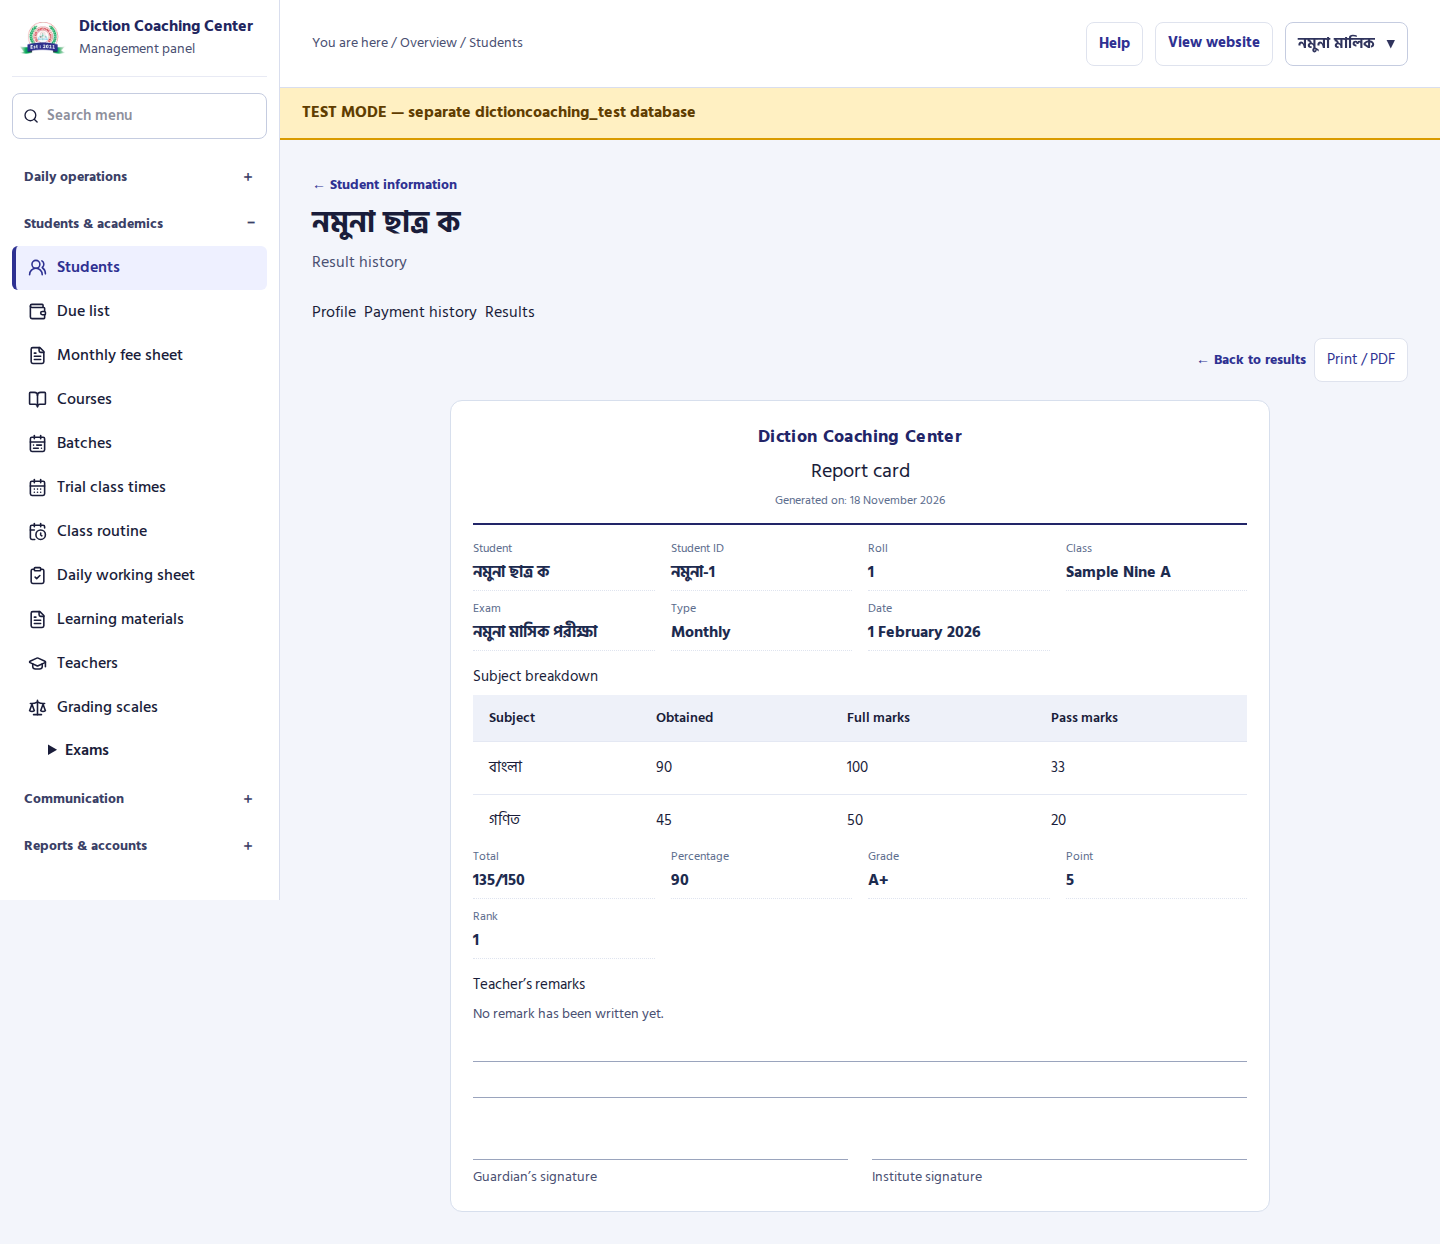 Diction Coaching Center
Management panel
Est : 2011
Search menu
Daily operations +
Students & academics −
Students
Due list
Monthly fee sheet
Courses
Batches
Trial class times
Class routine
Daily working sheet
Learning materials
Teachers
Grading scales
▶ Exams
Communication +
Reports & accounts +
You are here / Overview / Students
Help
View website
নমুনা মালিক ▼
TEST MODE — separate dictioncoaching_test database
← Student information
নমুনা ছাত্র ক
Result history
Profile Payment history Results
← Back to results
Print / PDF
Diction Coaching Center
Report card
Generated on: 18 November 2026
Student Student ID Roll Class
নমুনা ছাত্র ক নমুনা-1 1 Sample Nine A
Exam Type Date
নমুনা মাসিক পরীক্ষা Monthly 1 February 2026
Subject breakdown
Subject Obtained Full marks Pass marks
বাংলা 90 100 33
গণিত 45 50 20
Total Percentage Grade Point
135/150 90 A+ 5
Rank
1
Teacher’s remarks
No remark has been written yet.
Guardian’s signature Institute signature